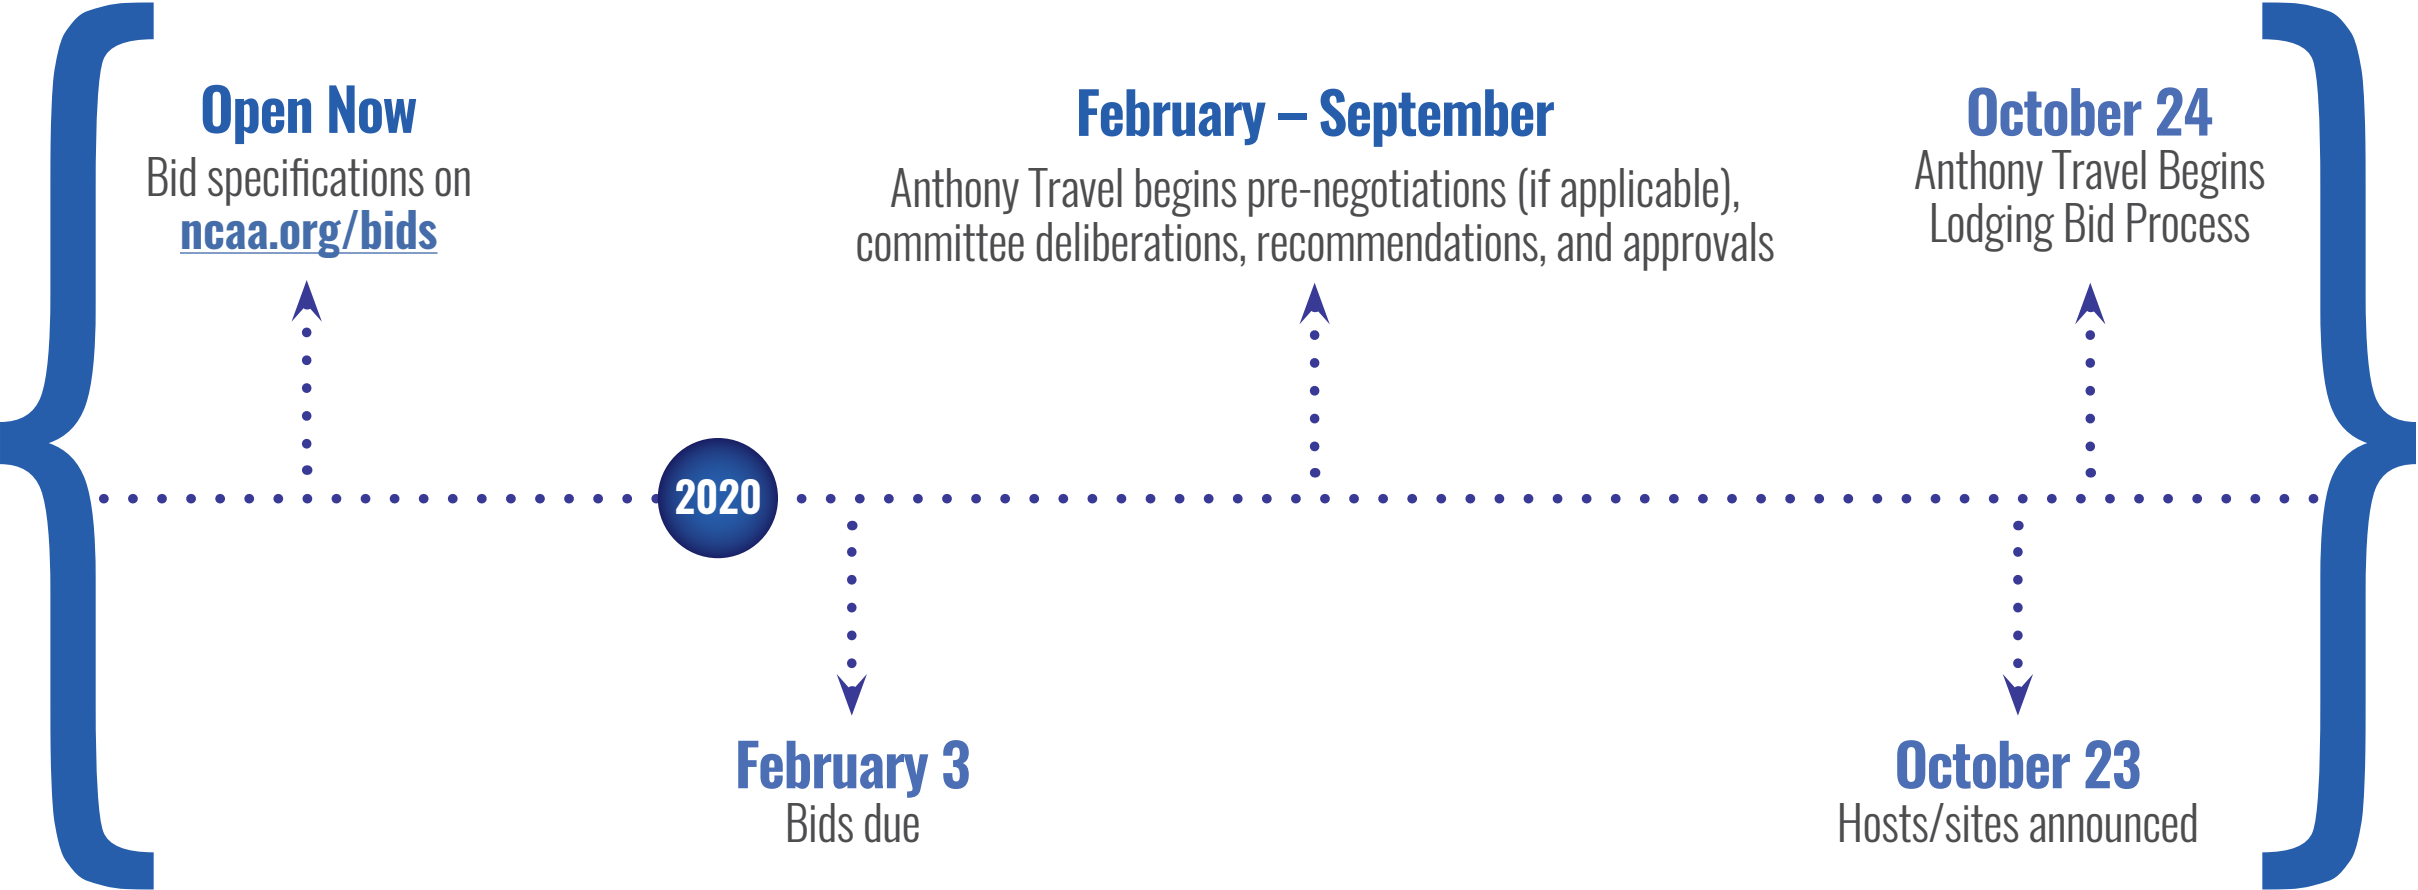 Open Now
Bid specifications on
ncaa.org/bids
February – September
Anthony Travel begins pre-negotiations (if applicable),
committee deliberations, recommendations, and approvals
October 24
Anthony Travel Begins
Lodging Bid Process
2020
February 3
Bids due
October 23
Hosts/sites announced